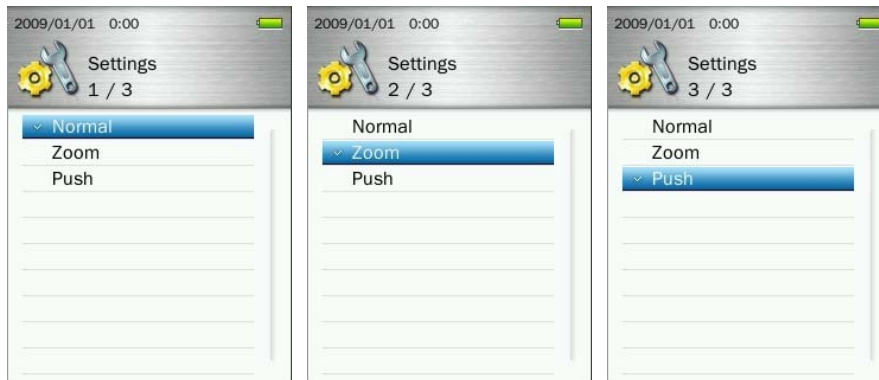 2009/01/01 0:00
Settings
1 / 3
Normal
Zoom
Push
2009/01/01 0:00
Settings
2 / 3
Normal
Zoom
Push
2009/01/01 0:00
Settings
3 / 3
Normal
Zoom
Push